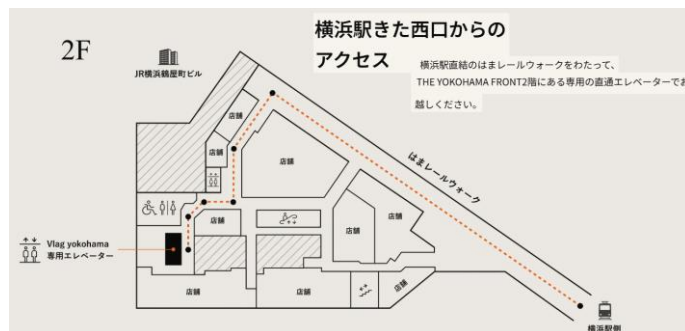 2F
横浜駅きた西口からの
アクセス
横浜駅直結のはまレールウォークをわたって、
THE YOKOHAMA FRONT2階にある専用の直通エレベーターでお
越しください。
JR横浜鶴屋町ビル
店舗
店舗
店舗
はまレールウォーク
店舗
店舗
店舗
Vlag yokohama
専用エレベーター
店舗
店舗
店舗
横浜駅側